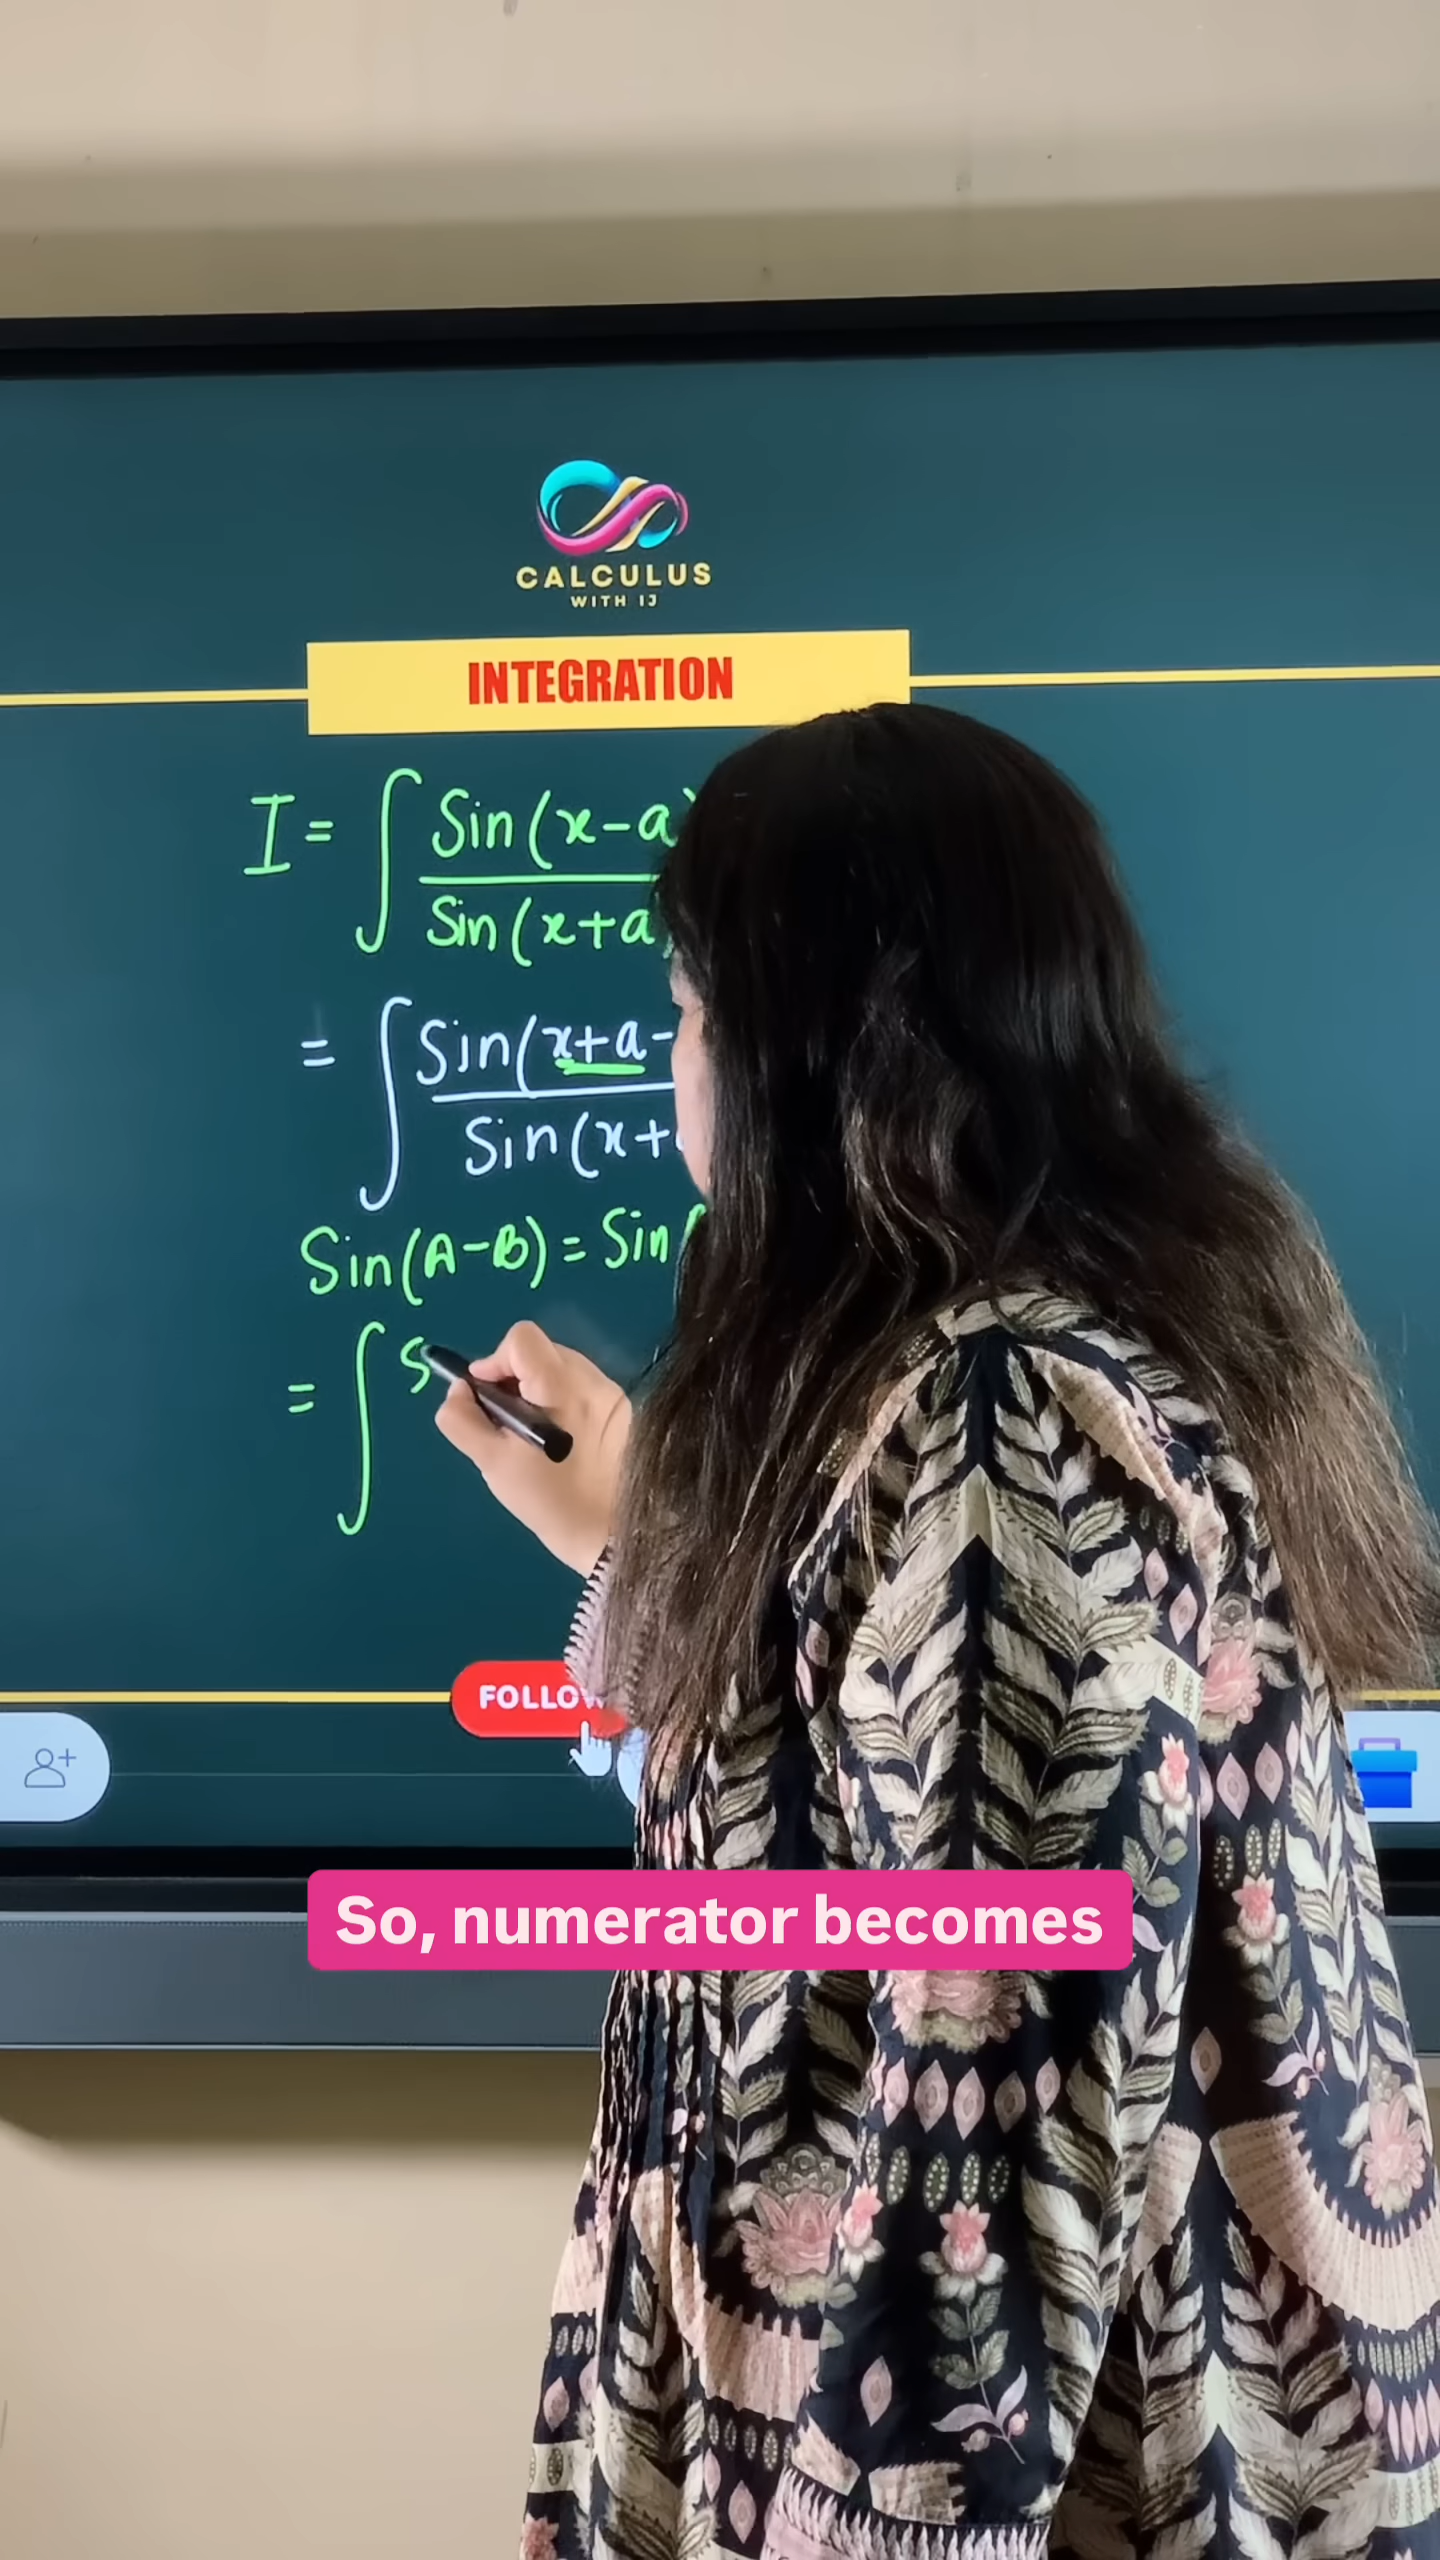 CALCULUS
WITH IJ
INTEGRATION
I = ∫ Sin(x-a)
Sin(x+a
= ∫ Sin(x+a-
Sin(x+
Sin(A-B) = Sin
= ∫ S
FOLLOW
So, numerator becomes